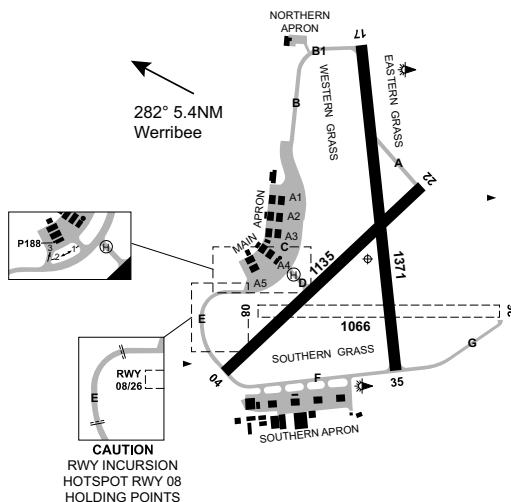 NORTHERN
APRON
17
B1
WESTERN GRASS
EASTERN GRASS
B
282° 5.4NM
Werribee
A
22
A1
A2
A3
MAIN APRON
C
A4
H
D
A5
1135
1371
P188
3
2
1
H
08
26
1066
E
SOUTHERN GRASS
G
04
F
35
SOUTHERN APRON
RWY
08/26
E
CAUTION
RWY INCURSION
HOTSPOT RWY 08
HOLDING POINTS